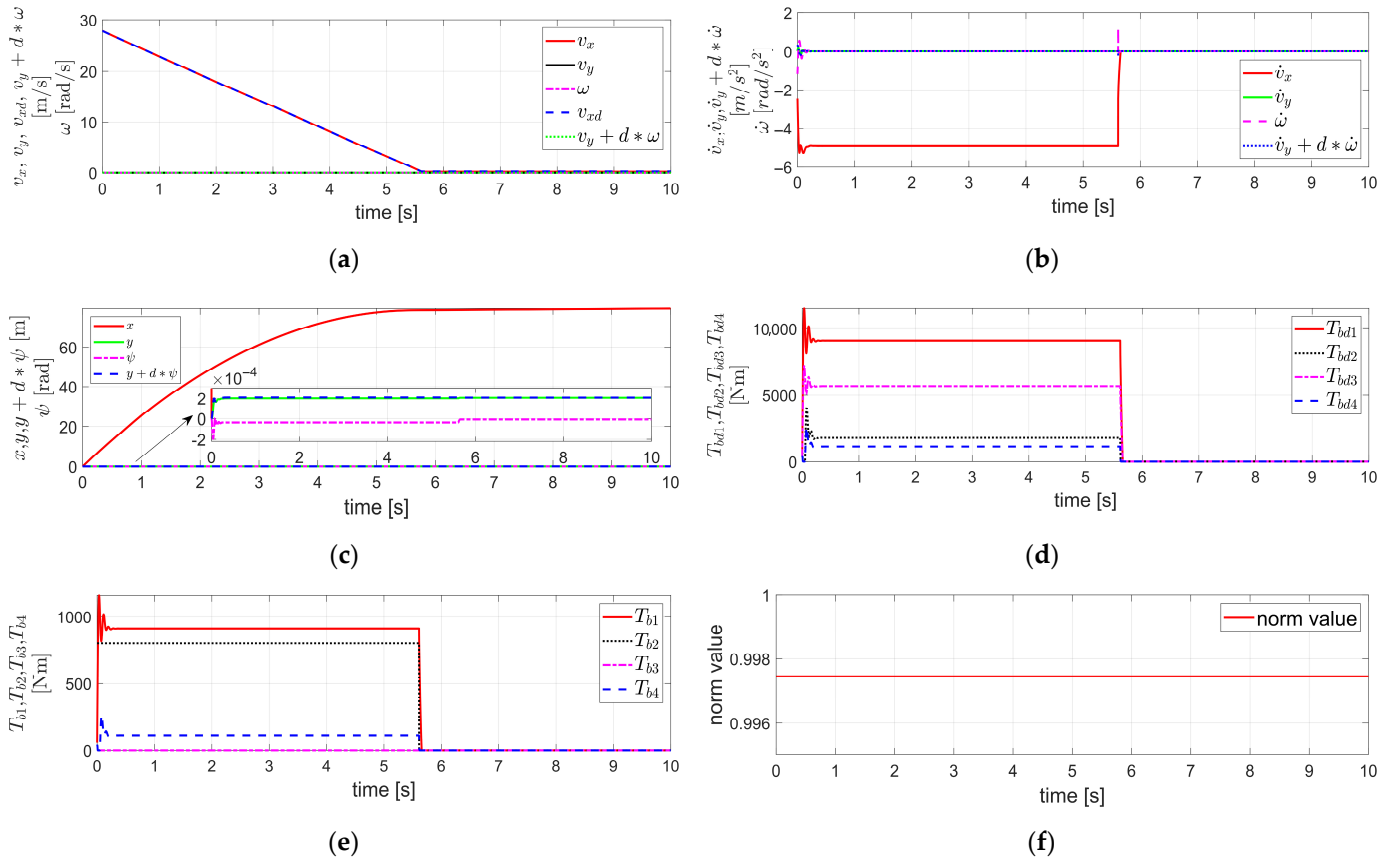 v_x, v_y, v_xd, v_y + d * ω
[m/s]
ω [rad/s]
30
20
10
0
0 1 2 3 4 5 6 7 8 9 10
time [s]
v_x
v_y
ω
v_xd
v_y + d * ω
(a)
v̇_x, v̇_y, v̇_y + d * ω̇
[m/s²]
ω̇ [rad/s²]
2
0
−2
−4
−6
0 1 2 3 4 5 6 7 8 9 10
time [s]
v̇_x
v̇_y
ω̇
v̇_y + d * ω̇
(b)
x,y,y + d * ψ [m]
ψ [rad]
60
40
20
0
0 1 2 3 4 5 6 7 8 9 10
time [s]
x
y
ψ
y + d * ψ
×10⁻⁴
2
0
-2
0 2 4 6 8 10
(c)
T_bd1,T_bd2,T_bd3,T_bd4
[Nm]
10,000
5000
0
0 1 2 3 4 5 6 7 8 9 10
time [s]
T_bd1
T_bd2
T_bd3
T_bd4
(d)
T_b1,T_b2,T_b3,T_b4
[Nm]
1000
500
0
0 1 2 3 4 5 6 7 8 9 10
time [s]
T_b1
T_b2
T_b3
T_b4
(e)
norm value
1
0.998
0.996
0 1 2 3 4 5 6 7 8 9 10
time [s]
norm value
(f)